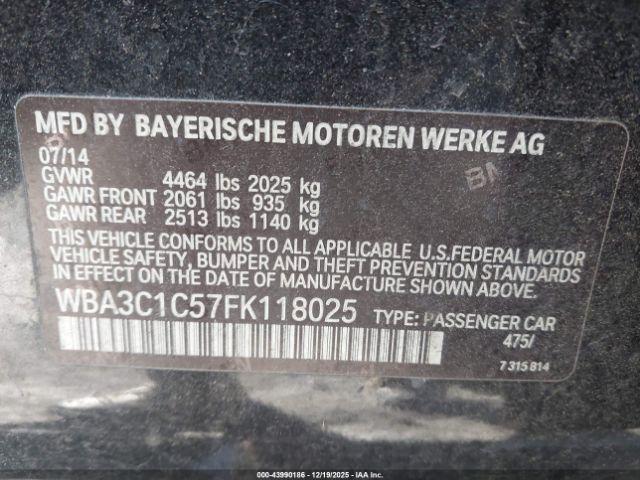 MFD BY BAYERISCHE MOTOREN WERKE AG
07/14
GVWR 4464 lbs 2025 kg
GAWR FRONT 2061 lbs 935 kg
GAWR REAR 2513 lbs 1140 kg
THIS VEHICLE CONFORMS TO ALL APPLICABLE U.S.FEDERAL MOTOR
VEHICLE SAFETY, BUMPER AND THEFT PREVENTION STANDARDS
IN EFFECT ON THE DATE OF MANUFACTURE SHOWN ABOVE.
WBA3C1C57FK118025 TYPE: PASSENGER CAR
475/
7 315 814
000-43990186 - 12/19/2025 - IAA Inc.